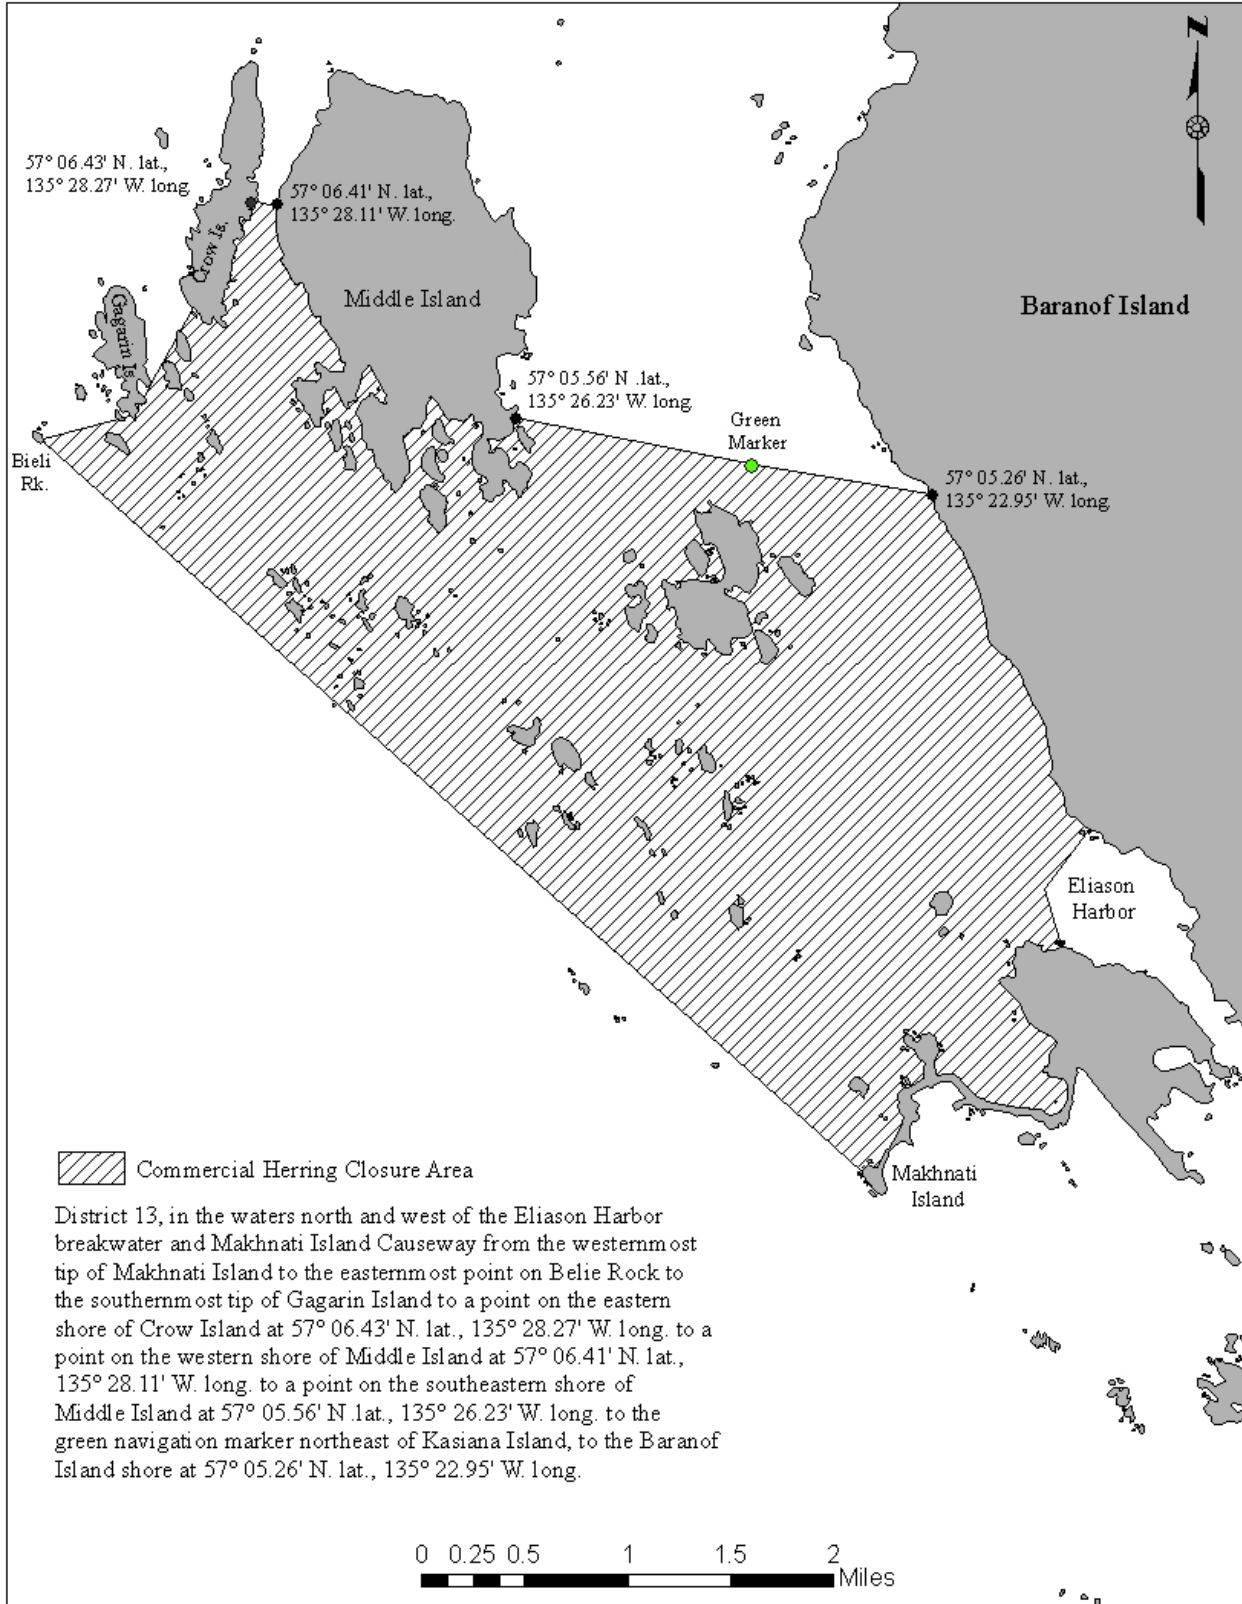 N
57° 06.43' N. lat.,
135° 28.27' W. long.
57° 06.41' N. lat.,
135° 28.11' W. long.
Crow Is.
Middle Island
Baranof Island
Gagarin Is.
57° 05.56' N .lat.,
135° 26.23' W. long.
Green
Marker
Bieli
Rk.
57° 05.26' N. lat.,
135° 22.95' W. long.
Eliason
Harbor
Makhnati
Island
Commercial Herring Closure Area
District 13, in the waters north and west of the Eliason Harbor
breakwater and Makhnati Island Causeway from the westernmost
tip of Makhnati Island to the easternmost point on Belie Rock to
the southernmost tip of Gagarin Island to a point on the eastern
shore of Crow Island at 57° 06.43' N. lat., 135° 28.27' W. long. to a
point on the western shore of Middle Island at 57° 06.41' N. lat.,
135° 28.11' W. long. to a point on the southeastern shore of
Middle Island at 57° 05.56' N .lat., 135° 26.23' W. long. to the
green navigation marker northeast of Kasiana Island, to the Baranof
Island shore at 57° 05.26' N. lat., 135° 22.95' W. long.
0 0.25 0.5 1 1.5 2
Miles